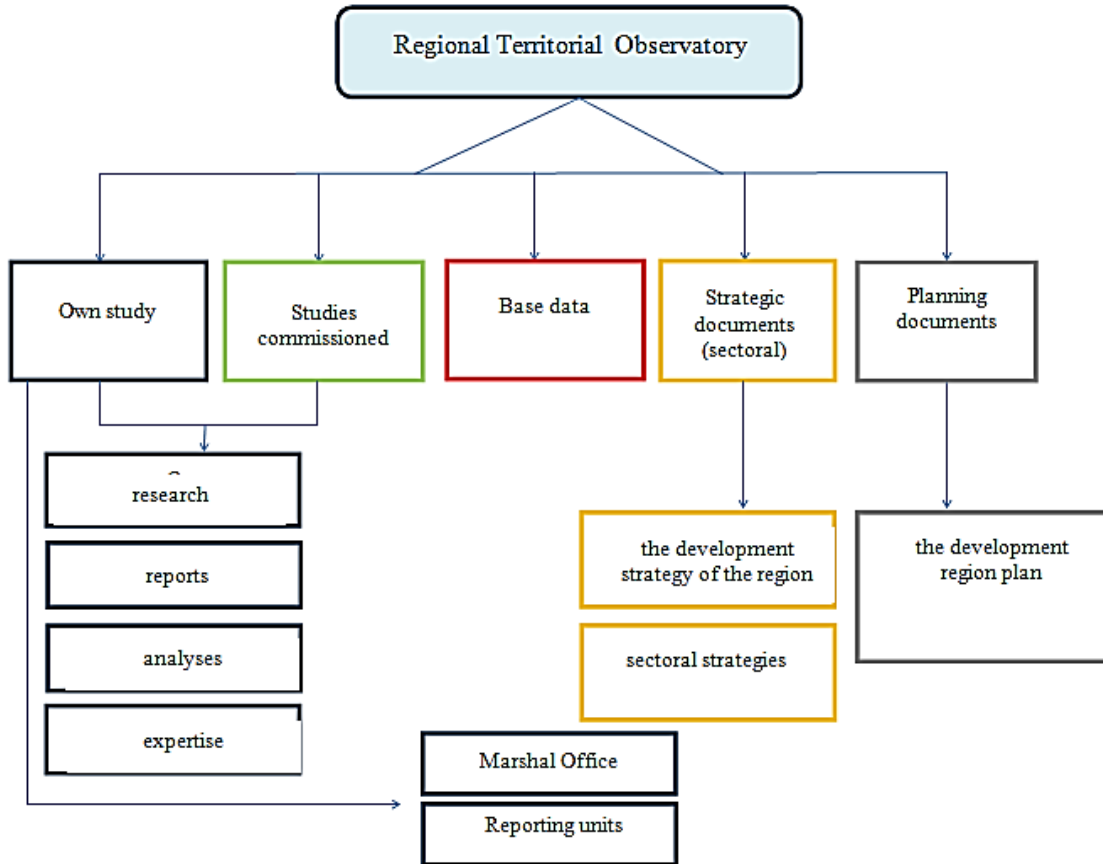 Regional Territorial Observatory
Own study
Studies
commissioned
Base data
Strategic
documents
(sectoral)
Planning
documents
research
reports
analyses
expertise
the development
strategy of the region
sectoral strategies
the development
region plan
Marshal Office
Reporting units